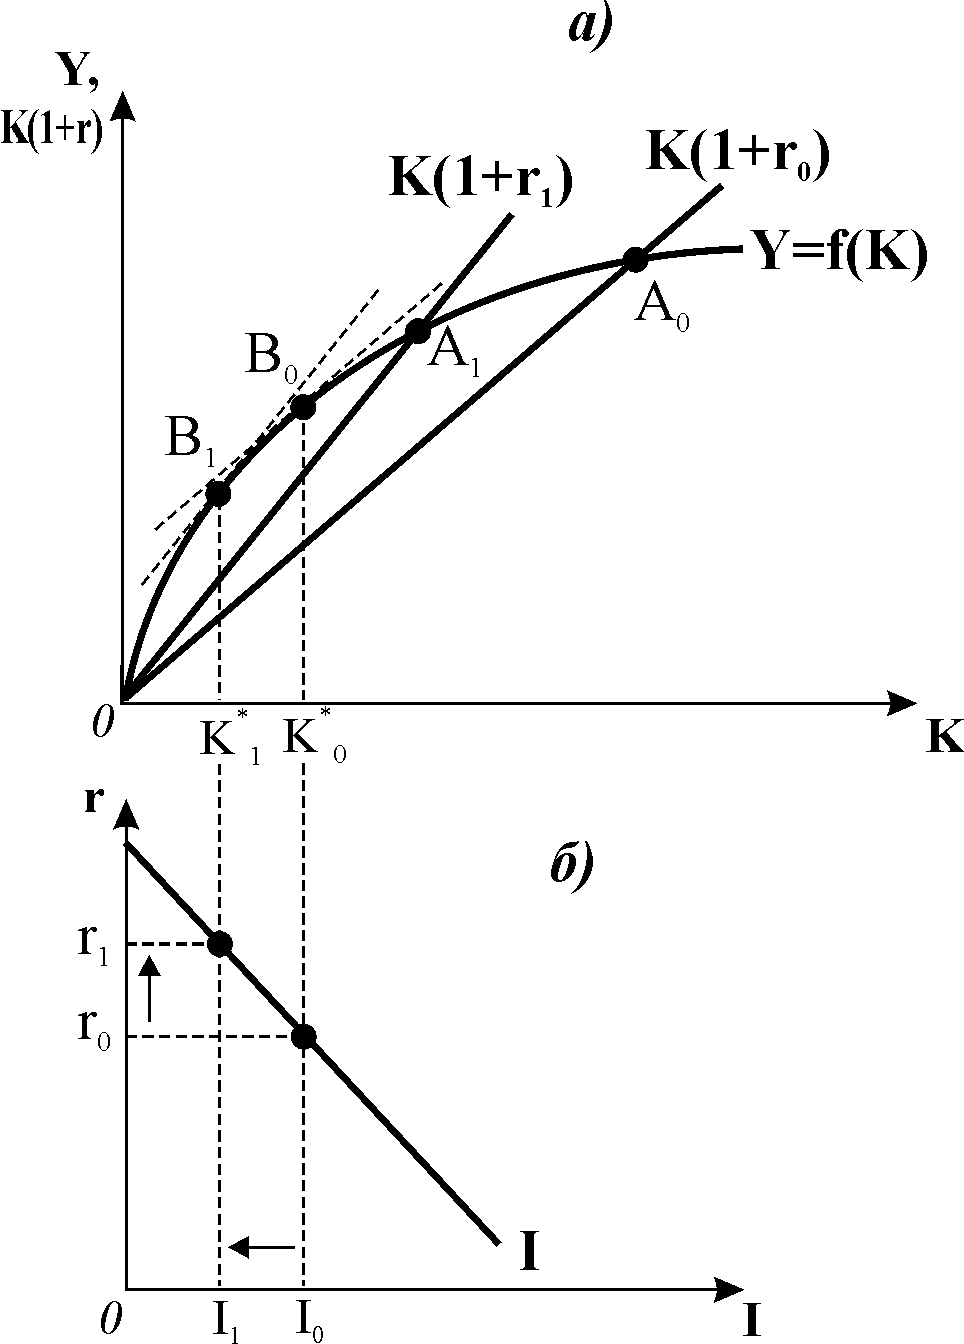 а)
Y,
K(1+r)
K(1+r₁)
K(1+r₀)
Y=f(K)
A₀
A₁
B₀
B₁
0
K*₁
K*₀
K
r
б)
r₁
r₀
I
0
I₁
I₀
I